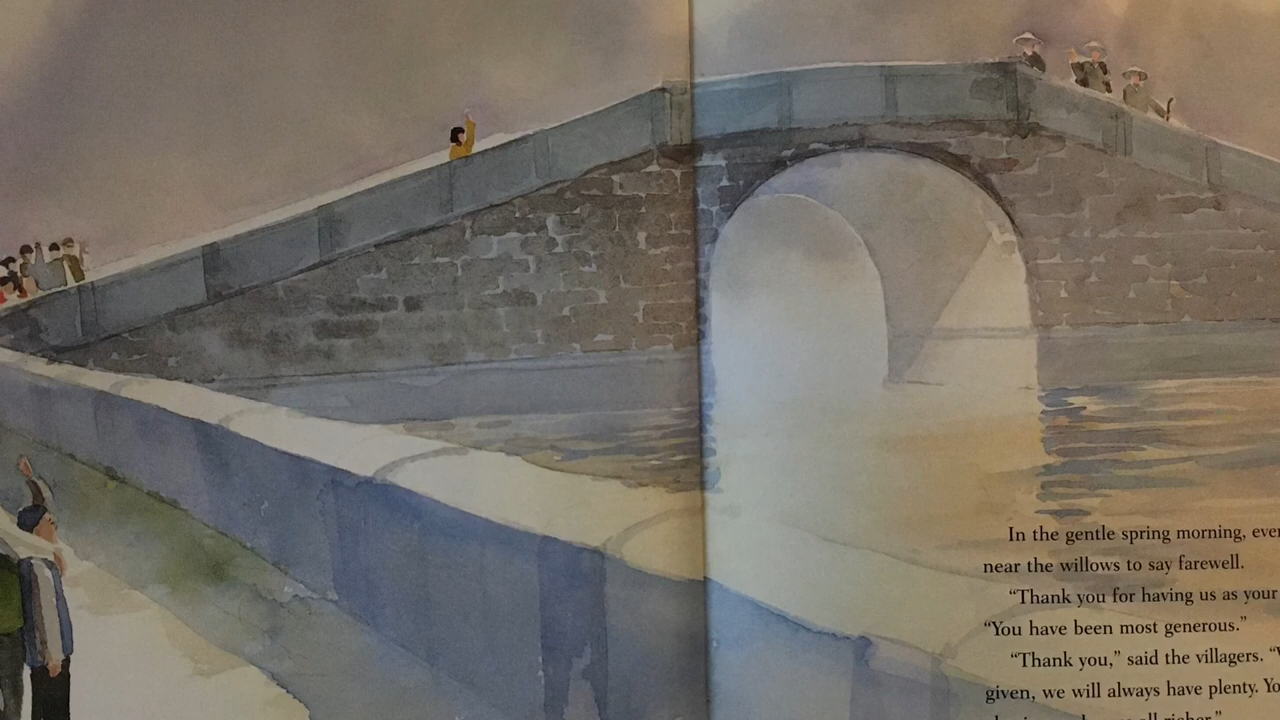 In the gentle spring morning,
near the willows to say farewell.
“Thank you for having us as your
“You have been most generous.”
“Thank you,” said the villagers.
given, we will always have plenty.